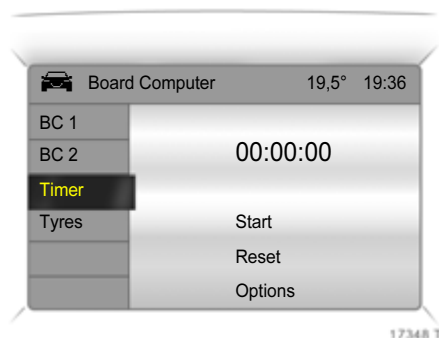 Board Computer 19,5° 19:36
BC 1
BC 2
Timer
Tyres
00:00:00
Start
Reset
Options
17348 T